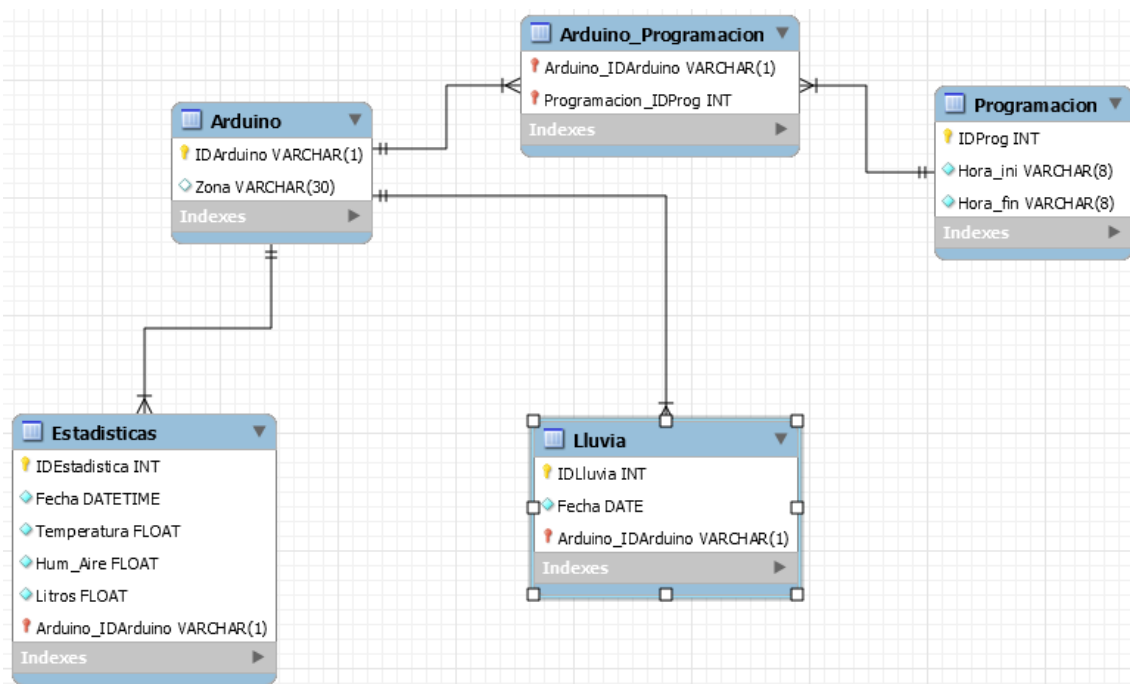 Arduino_Programacion
Arduino_IDArduino VARCHAR(1)
Programacion_IDProg INT
Indexes
Arduino
IDArduino VARCHAR(1)
Zona VARCHAR(30)
Indexes
Programacion
IDProg INT
Hora_ini VARCHAR(8)
Hora_fin VARCHAR(8)
Indexes
Estadisticas
IDEstadistica INT
Fecha DATETIME
Temperatura FLOAT
Hum_Aire FLOAT
Litros FLOAT
Arduino_IDArduino VARCHAR(1)
Indexes
Lluvia
IDLluvia INT
Fecha DATE
Arduino_IDArduino VARCHAR(1)
Indexes